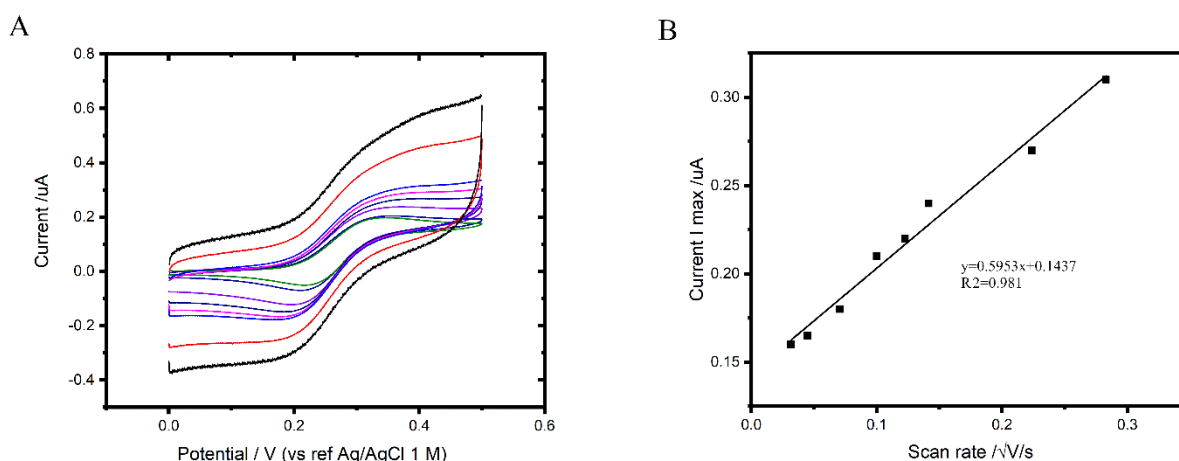 A
0.8
0.6
0.4
0.2
0.0
-0.2
-0.4
Current /uA
0.0
0.2
0.4
0.6
Potential / V (vs ref Ag/AgCl 1 M)
B
0.30
0.25
0.20
0.15
Current I max /uA
y=0.5953x+0.1437
R2=0.981
0.0
0.1
0.2
0.3
Scan rate /√V/s